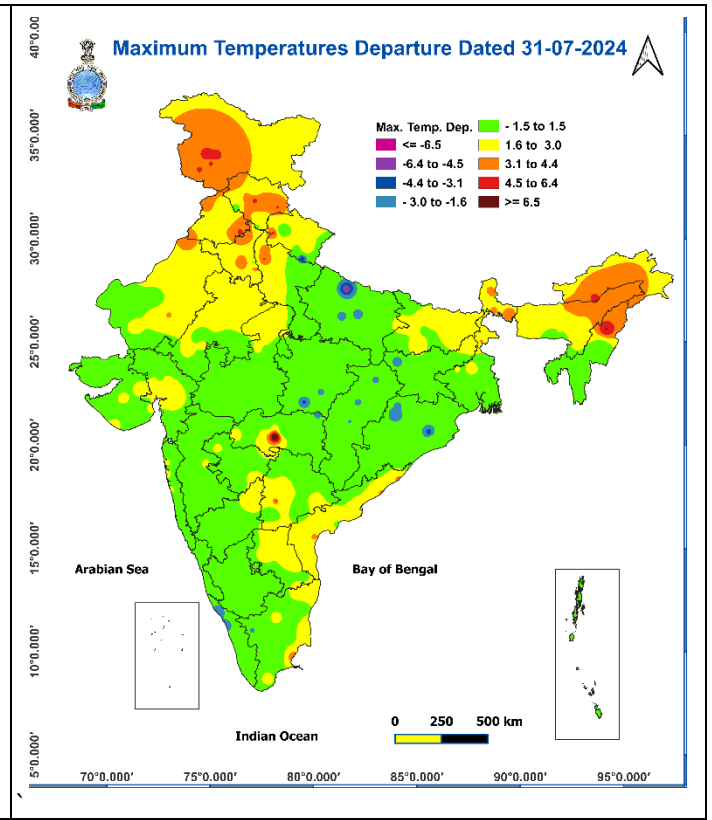 Maximum Temperatures Departure Dated 31-07-2024
Max. Temp. Dep.
<= -6.5
-6.4 to -4.5
-4.4 to -3.1
- 3.0 to -1.6
- 1.5 to 1.5
1.6 to 3.0
3.1 to 4.4
4.5 to 6.4
>= 6.5
40°0.00
35°0.000'
30°0.000'
25°0.000'
20°0.000'
15°0.000'
10°0.000'
5°0.000'
Arabian Sea
Bay of Bengal
Indian Ocean
0 250 500 km
70°0.000' 75°0.000' 80°0.000' 85°0.000' 90°0.000' 95°0.000'
`